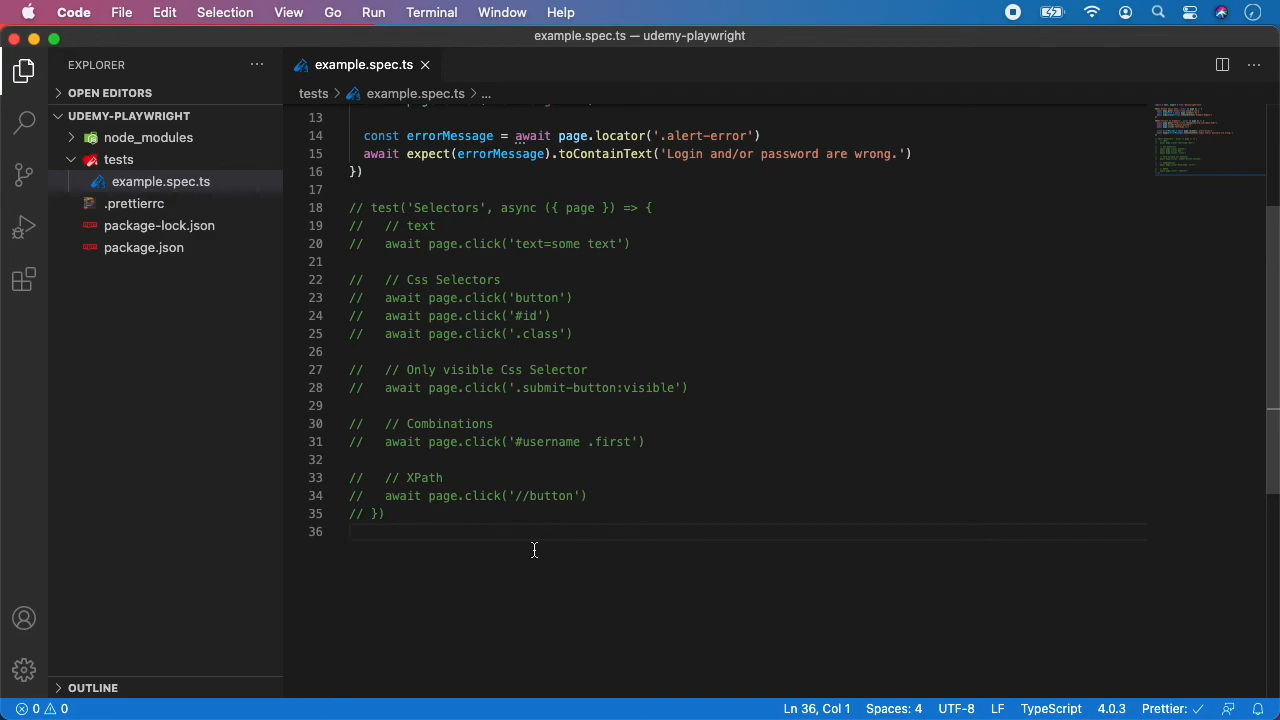 Code File Edit Selection View Go Run Terminal Window Help
example.spec.ts — udemy-playwright
EXPLORER
example.spec.ts
OPEN EDITORS
tests > example.spec.ts > ...
UDEMY-PLAYWRIGHT
node_modules
tests
example.spec.ts
.prettierrc
package-lock.json
package.json
13
14 const errorMessage = await page.locator('.alert-error')
15 await expect(errorMessage).toContainText('Login and/or password are wrong.')
16 })
17
18 // test('Selectors', async ({ page }) => {
19 // // text
20 // await page.click('text=some text')
21
22 // // Css Selectors
23 // await page.click('button')
24 // await page.click('#id')
25 // await page.click('.class')
26
27 // // Only visible Css Selector
28 // await page.click('.submit-button:visible')
29
30 // // Combinations
31 // await page.click('#username .first')
32
33 // // XPath
34 // await page.click('//button')
35 // })
36
OUTLINE
0 0 Ln 36, Col 1 Spaces: 4 UTF-8 LF TypeScript 4.0.3 Prettier: ✓